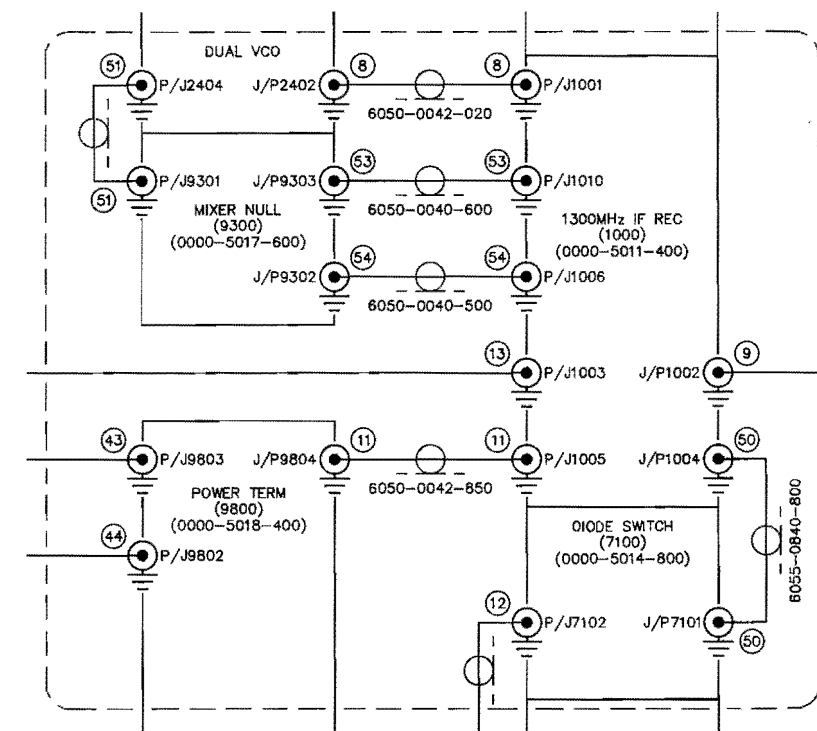 DUAL VCO
51
P/J2404
J/P2402
8
8
P/J1001
6050-0042-020
51
P/J9301
J/P9303
53
53
P/J1010
6050-0040-600
MIXER NULL
(9300)
(0000-5017-600)
1300MHz IF REC
(1000)
(0000-5011-400)
J/P9302
54
54
P/J1006
6050-0040-500
13
P/J1003
J/P1002
9
43
P/J9803
J/P9804
11
11
P/J1005
J/P1004
50
6050-0042-850
POWER TERM
(9800)
(0000-5018-400)
DIODE SWITCH
(7100)
(0000-5014-800)
6055-0840-800
44
P/J9802
12
P/J7102
J/P7101
50